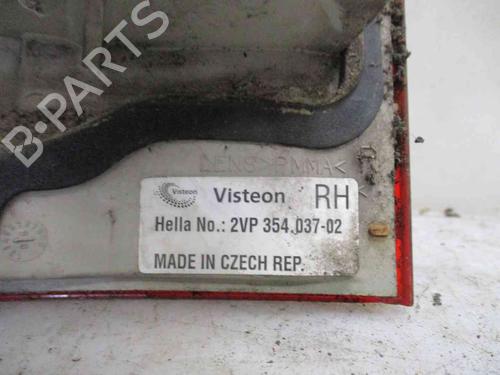 B-PARTS
LENS >PMMA<
Visteon Visteon RH
Hella No.: 2VP 354.037-02
MADE IN CZECH REP.